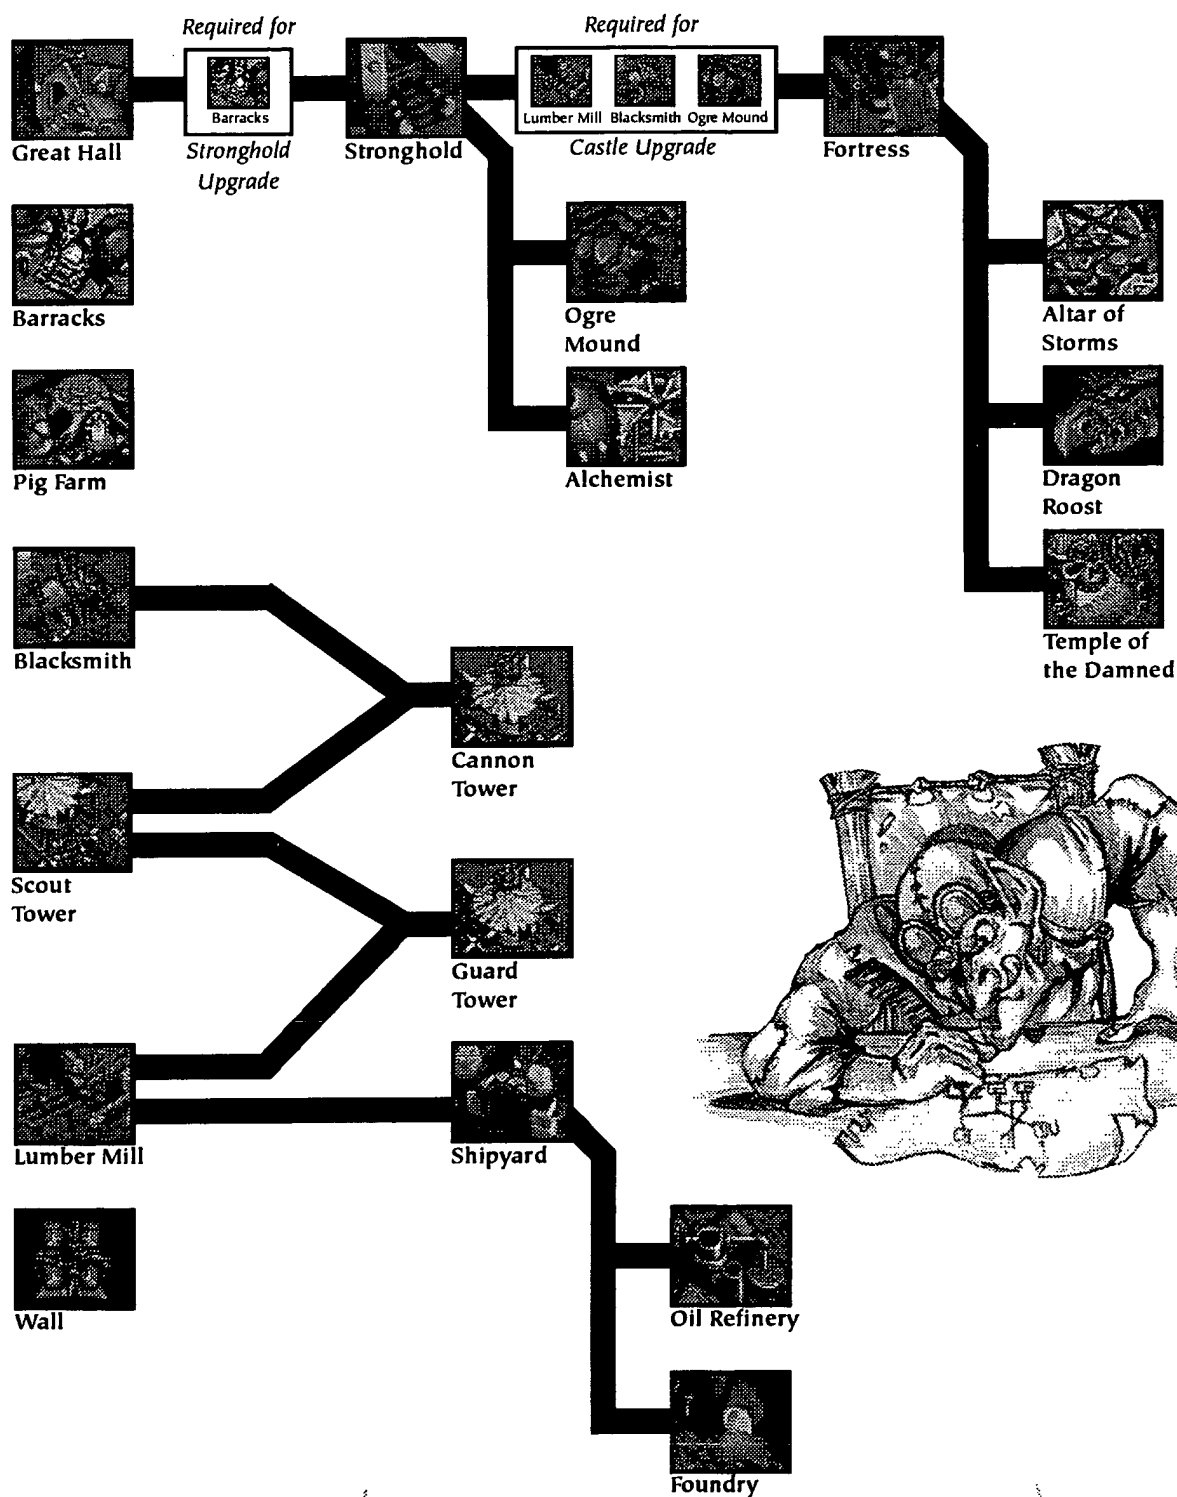 Required for
Required for
Barracks
Lumber Mill
Blacksmith
Ogre Mound
Great Hall
Stronghold
Upgrade
Stronghold
Castle Upgrade
Fortress
Barracks
Ogre
Mound
Altar of
Storms
Pig Farm
Alchemist
Dragon
Roost
Blacksmith
Temple of
the Damned
Cannon
Tower
Scout
Tower
Guard
Tower
Lumber Mill
Shipyard
Wall
Oil Refinery
Foundry